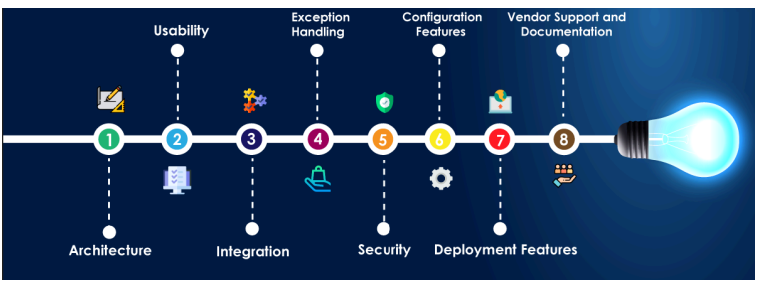 Usability
Exception
Handling
Configuration
Features
Vendor Support and
Documentation
1
2
3
4
5
6
7
8
Architecture
Integration
Security
Deployment Features